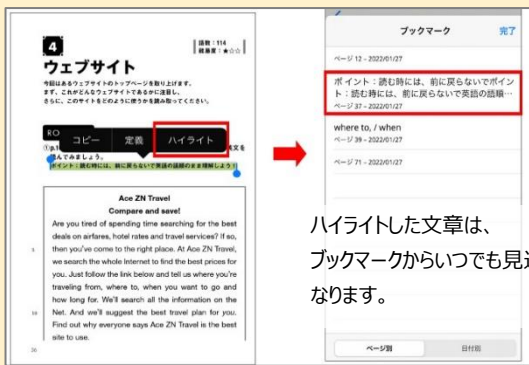 4
語数:114
難易度:★☆☆
ウェブサイト
今回はあるウェブサイトのトップページを取り上げます。
まず、これがどんなウェブサイトであるかに注目し、
さらに、このサイトをどのように使うかを読み取ってください。
RO
コピー 定義 ハイライト
英文を
読んでみましょう。
ポイント:読む時には、前に戻らないで英語の語順のまま理解しよう!
Ace ZN Travel
Compare and save!
Are you tired of spending time searching for the best
deals on airfares, hotel rates and travel services? If so,
5 then you've come to the right place. At Ace ZN Travel,
we search the whole Internet to find the best prices for
you. Just follow the link below and tell us where you're
traveling from, where to, when you want to go and
how long for. We'll search all the information on the
10 Net. And we'll suggest the best travel plan for you.
Find out why everyone says Ace ZN Travel is the best
site to use.
ブックマーク 完了
ページ 12 – 2022/01/27
ポイント:読む時には、前に戻らないでポイン
ト:読む時には、前に戻らないで英語の語順…
ページ 37 – 2022/01/27
where to, / when
ページ 39 – 2022/01/27
ページ 71 – 2022/01/27
ハイライトした文章は、
ブックマークからいつでも見
なります。
ページ別 日付別